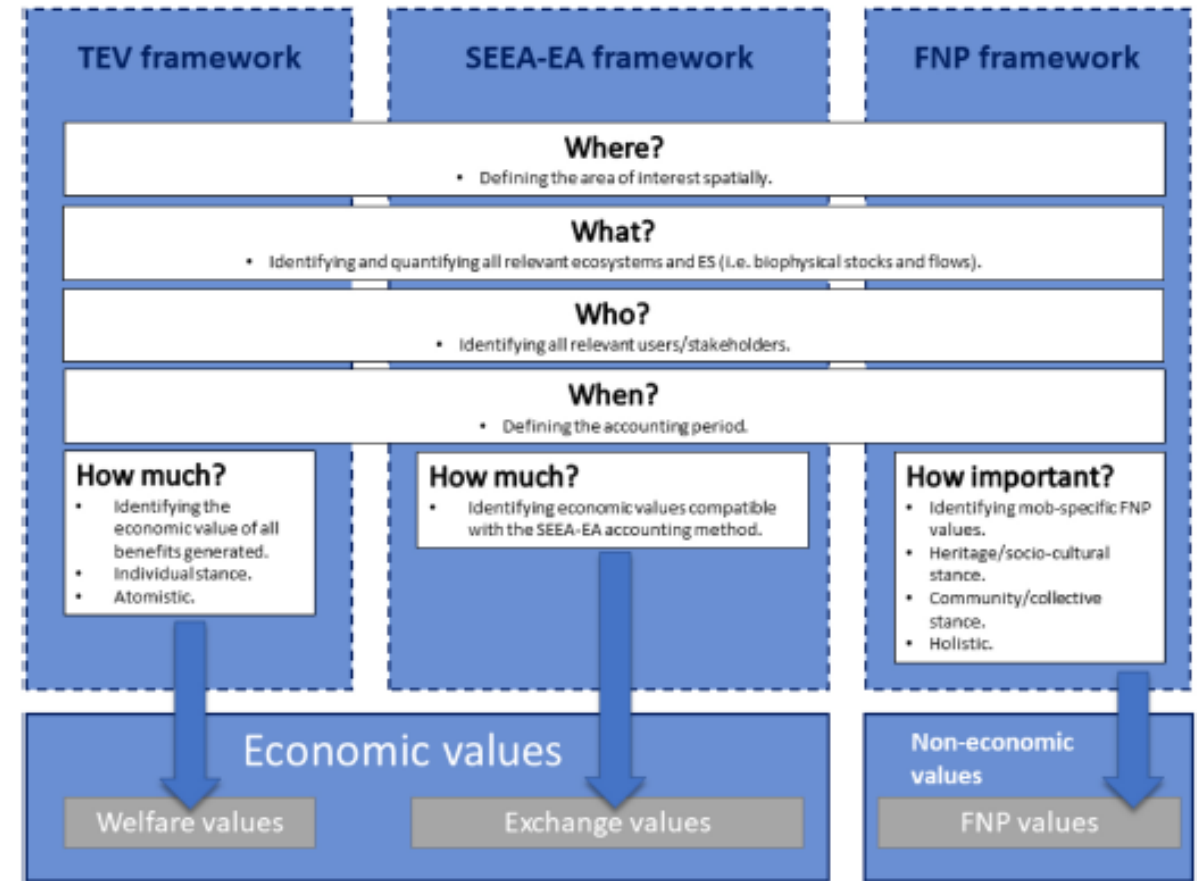 TEV framework
SEEA-EA framework
FNP framework
Where?
• Defining the area of interest spatially.
What?
• Identifying and quantifying all relevant ecosystems and ES (i.e. biophysical stocks and flows).
Who?
• Identifying all relevant users/stakeholders.
When?
• Defining the accounting period.
How much?
• Identifying the
economic value of all
benefits generated.
• Individual stance.
• Atomistic.
How much?
• Identifying economic values compatible
with the SEEA-EA accounting method.
How important?
• Identifying mob-specific FNP
values.
• Heritage/socio-cultural
stance.
• Community/collective
stance.
• Holistic.
Economic values
Welfare values
Exchange values
Non-economic
values
FNP values